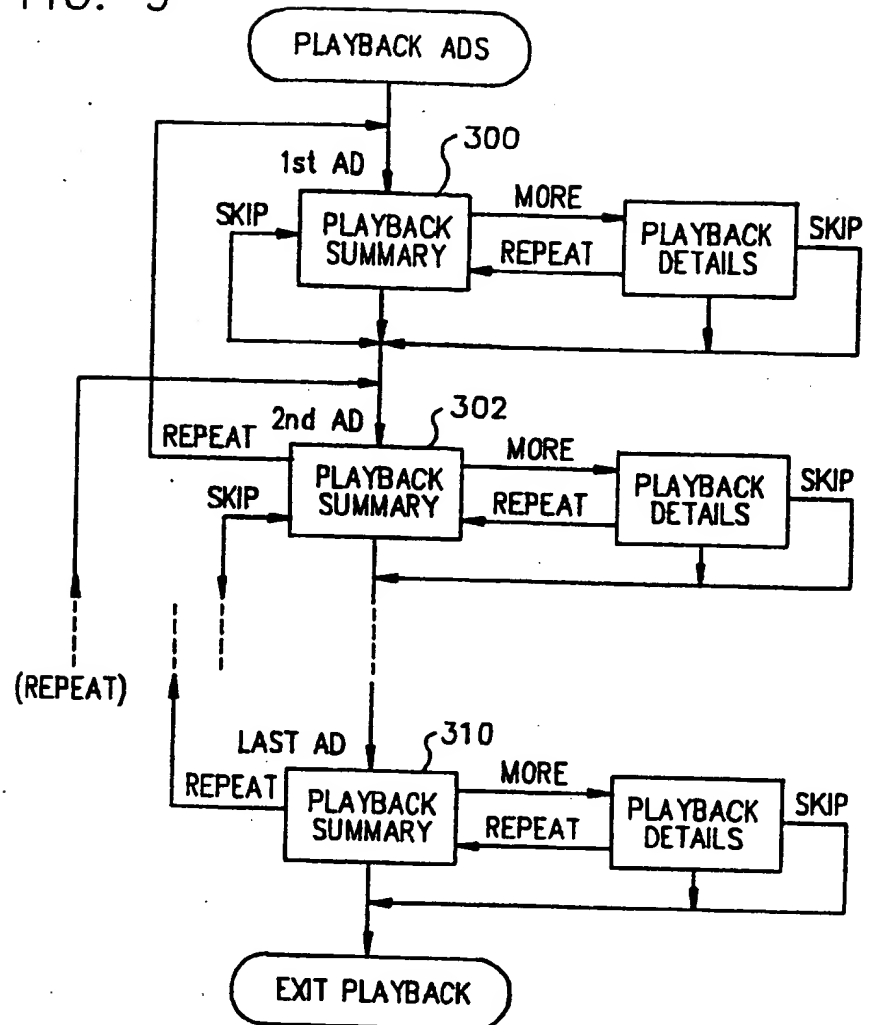 PLAYBACK ADS
300
1st AD
MORE
SKIP
PLAYBACK
SUMMARY
PLAYBACK
DETAILS
SKIP
REPEAT
302
2nd AD
REPEAT
MORE
PLAYBACK
SUMMARY
PLAYBACK
DETAILS
SKIP
SKIP
REPEAT
(REPEAT)
310
LAST AD
MORE
REPEAT
PLAYBACK
SUMMARY
PLAYBACK
DETAILS
SKIP
REPEAT
EXIT PLAYBACK